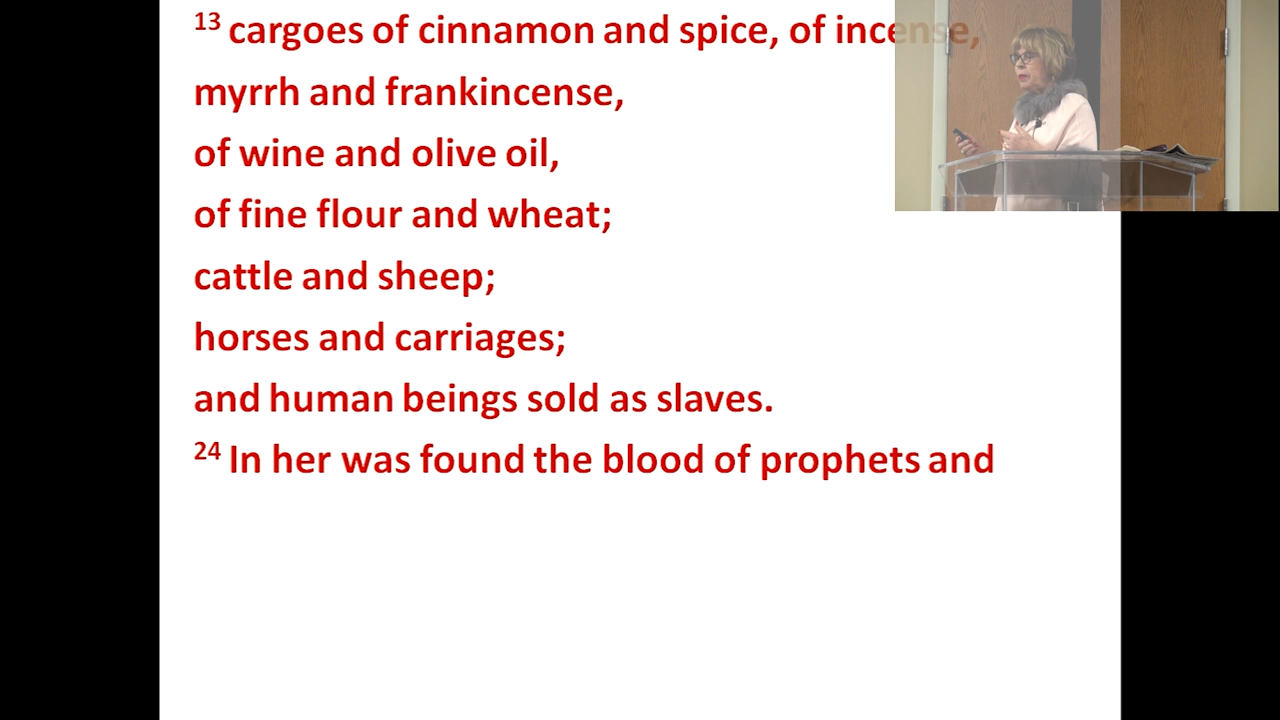 13 cargoes of cinnamon and spice, of incense,
myrrh and frankincense,
of wine and olive oil,
of fine flour and wheat;
cattle and sheep;
horses and carriages;
and human beings sold as slaves.
24 In her was found the blood of prophets and